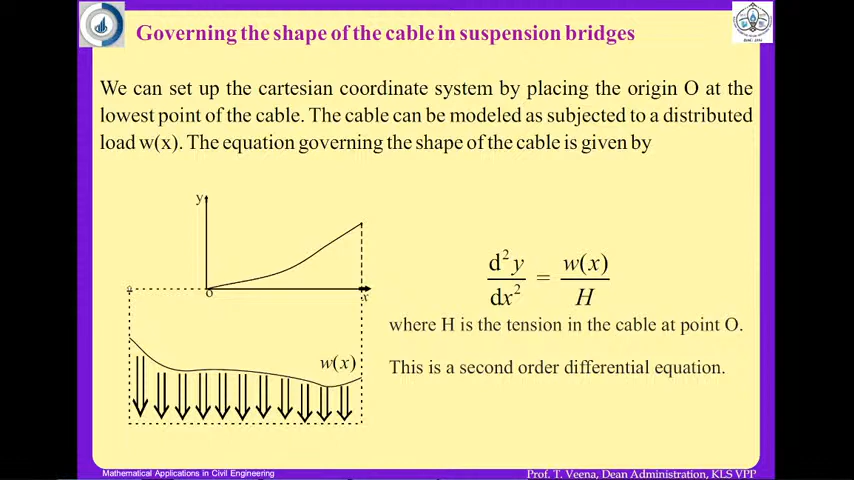 Governing the shape of the cable in suspension bridges
We can set up the cartesian coordinate system by placing the origin O at the
lowest point of the cable. The cable can be modeled as subjected to a distributed
load w(x). The equation governing the shape of the cable is given by
y
O
x
d²y/dx² = w(x)/H
where H is the tension in the cable at point O.
w(x)
This is a second order differential equation.
Mathematical Applications in Civil Engineering
Prof. T. Veena, Dean Administration, KLS VPP